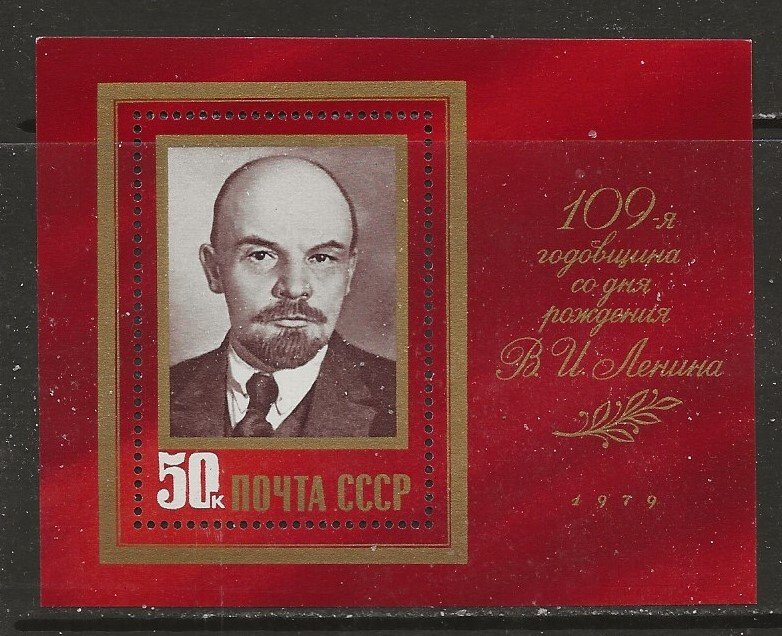 50к ПОЧТА СССР
109-я
годовщина
со дня
рождения
В. И. Ленина
1979